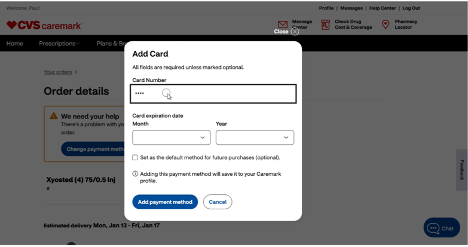 Welcome, Paul
Profile | Messages | Help Center | Log Out
CVS caremark
Message Center
Check Drug Cost & Coverage
Pharmacy Locator
Close
Home
Prescriptions
Plans & Be
Your orders
Order details
We need your help
There's a problem with yo
order.
Change payment meth
Xyosted (4) 75/0.5 Inj
Estimated delivery Mon, Jan 13 - Fri, Jan 17
Add Card
All fields are required unless marked optional.
Card Number
••••
Card expiration date
Month
Year
Set as the default method for future purchases (optional).
Adding this payment method will save it to your Caremark
profile.
Add payment method
Cancel
Feedback
Chat